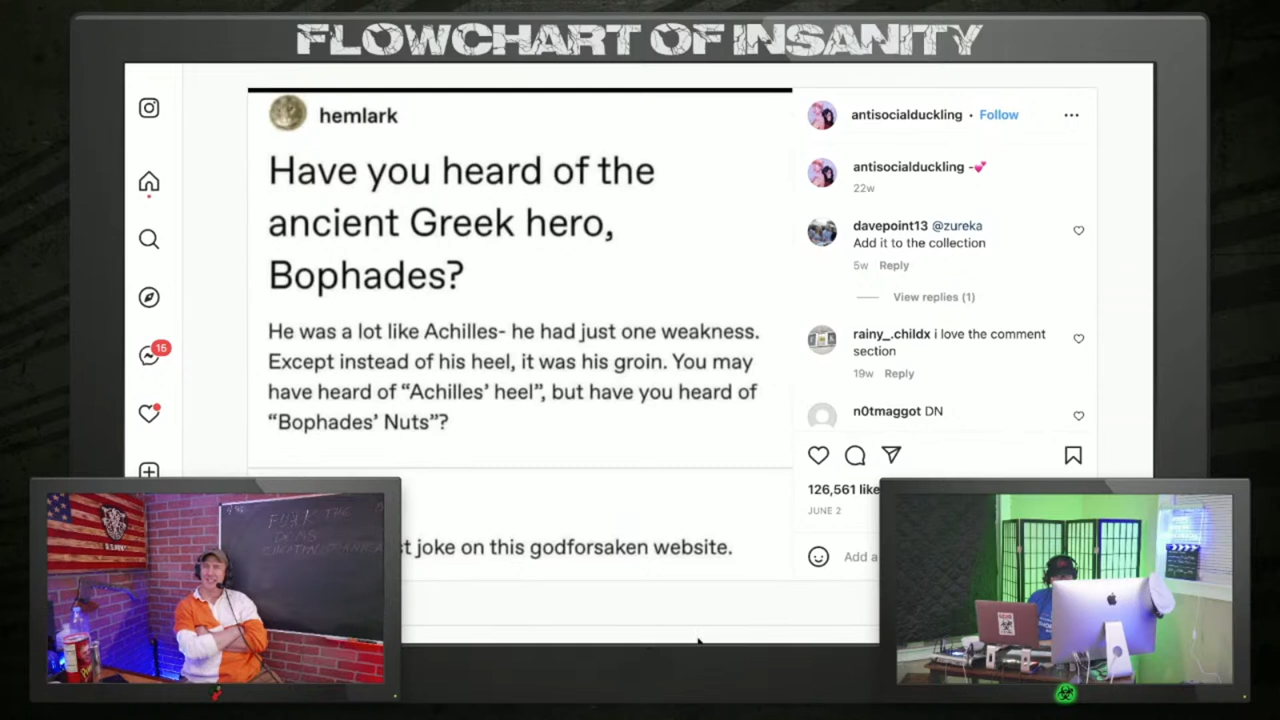 FLOWCHART OF INSANITY
hemlark
Have you heard of the
ancient Greek hero,
Bophades?
He was a lot like Achilles- he had just one weakness.
Except instead of his heel, it was his groin. You may
have heard of “Achilles’ heel”, but have you heard of
“Bophades’ Nuts”?
t joke on this godforsaken website.
antisocialduckling • Follow
antisocialduckling -💕
22w
davepoint13 @zureka
Add it to the collection
5w Reply
View replies (1)
rainy_.childx i love the comment
section
19w Reply
n0tmaggot DN
126,561 like
JUNE 2
Add a
16